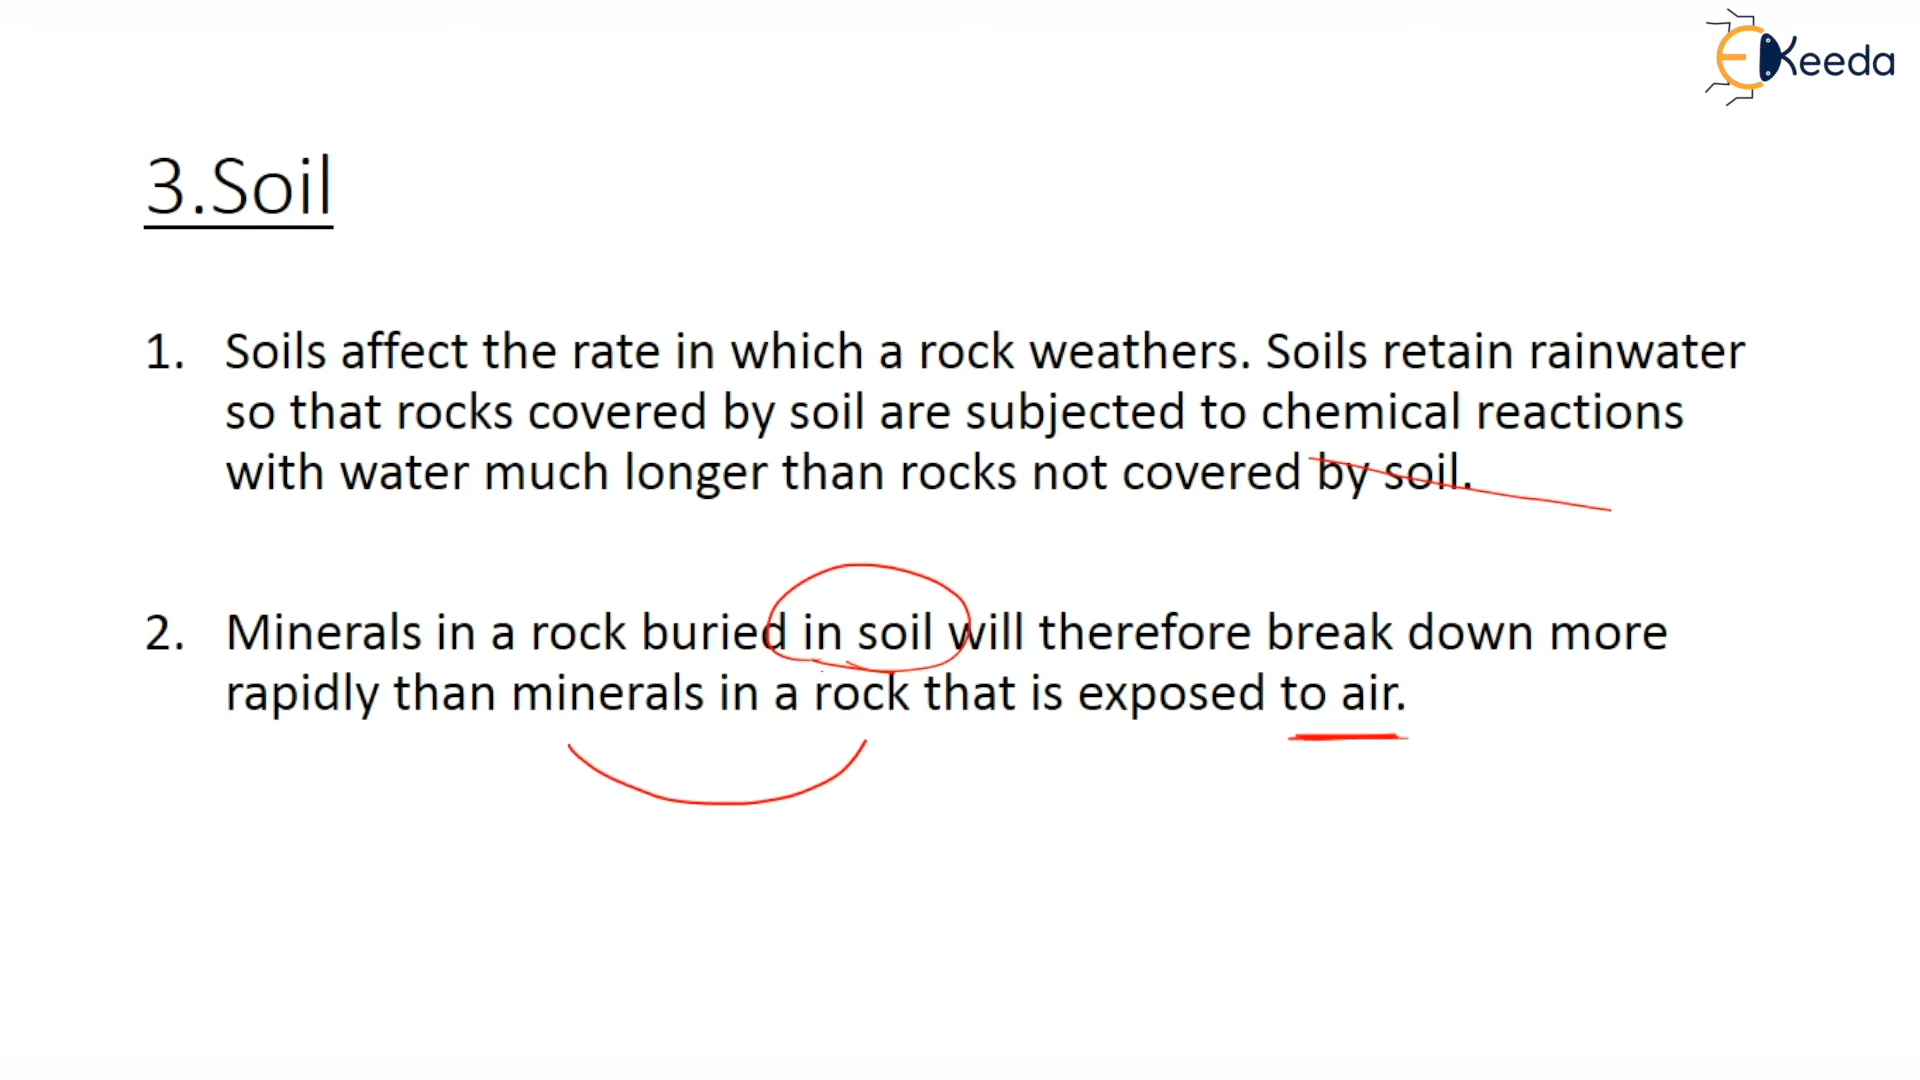 EKeeda
3.Soil
1. Soils affect the rate in which a rock weathers. Soils retain rainwater
so that rocks covered by soil are subjected to chemical reactions
with water much longer than rocks not covered by soil.
2. Minerals in a rock buried in soil will therefore break down more
rapidly than minerals in a rock that is exposed to air.